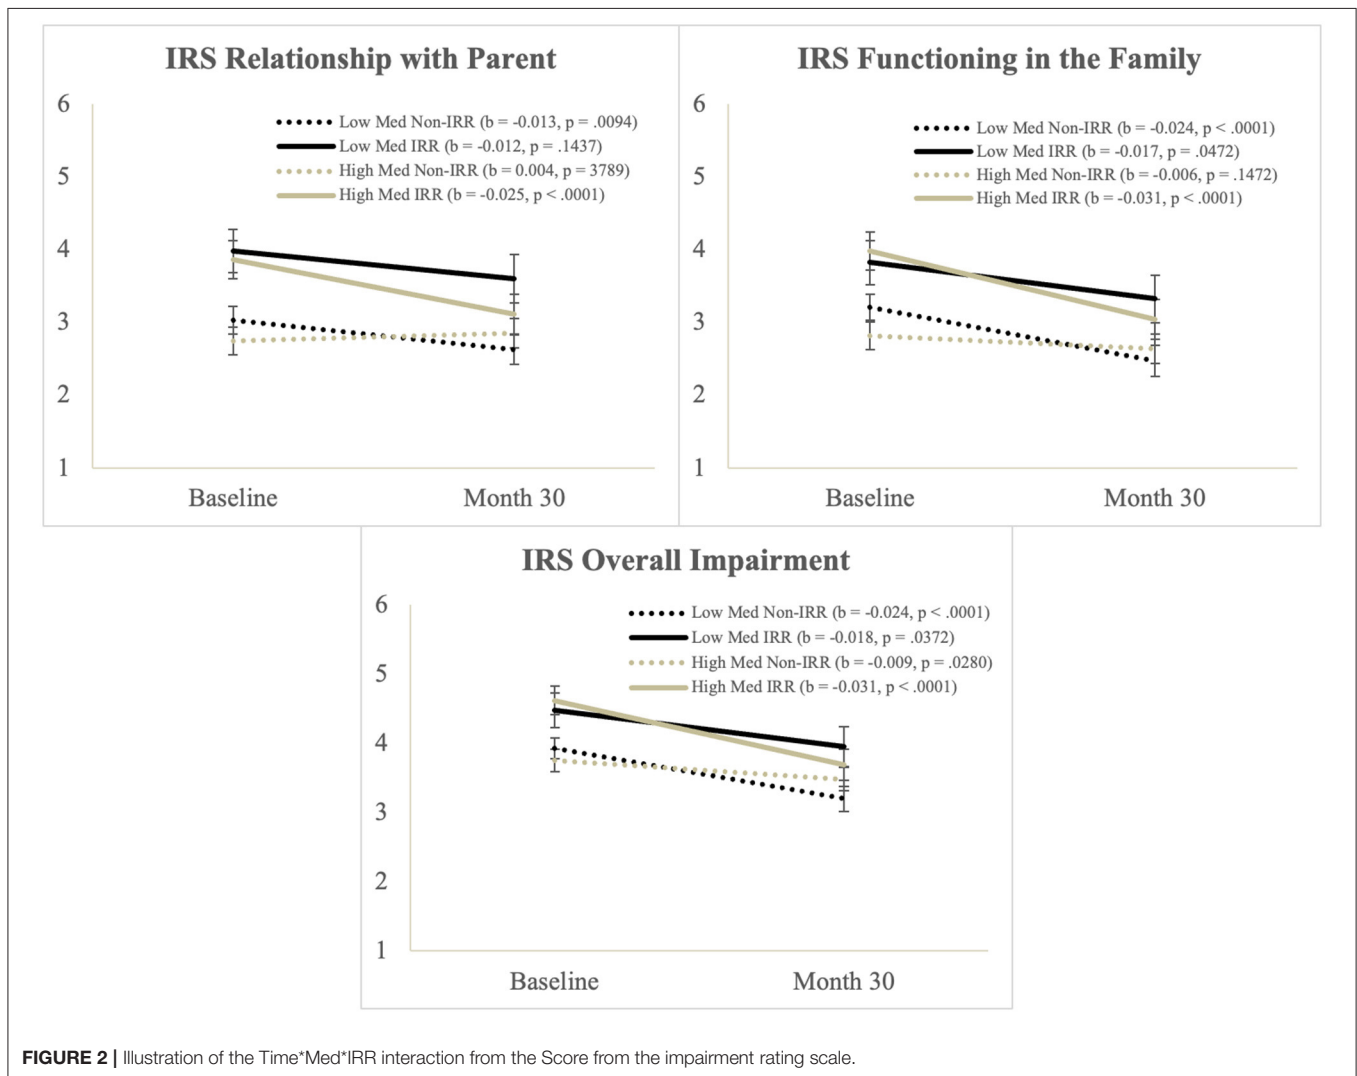 IRS Relationship with Parent
6
5
4
3
2
1
Low Med Non-IRR (b = -0.013, p = .0094)
Low Med IRR (b = -0.012, p = .1437)
High Med Non-IRR (b = 0.004, p = 3789)
High Med IRR (b = -0.025, p < .0001)
Baseline Month 30
IRS Functioning in the Family
6
5
4
3
2
1
Low Med Non-IRR (b = -0.024, p < .0001)
Low Med IRR (b = -0.017, p = .0472)
High Med Non-IRR (b = -0.006, p = .1472)
High Med IRR (b = -0.031, p < .0001)
Baseline Month 30
IRS Overall Impairment
6
5
4
3
2
1
Low Med Non-IRR (b = -0.024, p < .0001)
Low Med IRR (b = -0.018, p = .0372)
High Med Non-IRR (b = -0.009, p = .0280)
High Med IRR (b = -0.031, p < .0001)
Baseline Month 30
FIGURE 2 | Illustration of the Time*Med*IRR interaction from the Score from the impairment rating scale.